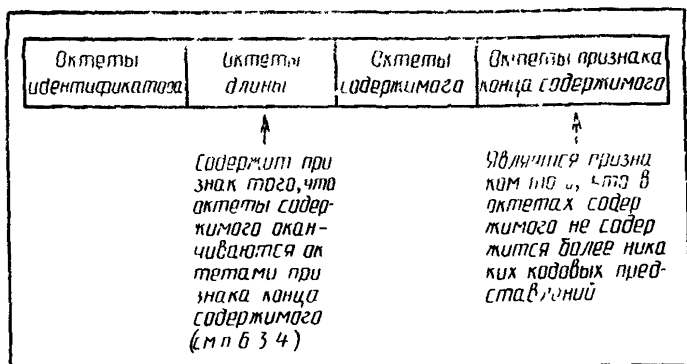 Октеты идентификатора
Октеты длины
Октеты содержимого
Октеты признака конца содержимого
Содержит при
знак того, что
октеты содер-
жимого окан-
чиваются ок
тетами при
знака конца
содержимого
(см п 6 3 4)
Является призна
ком того, что в
октетах содер
жимого не содер
жится более ника
ких кодовых пред-
ставлений